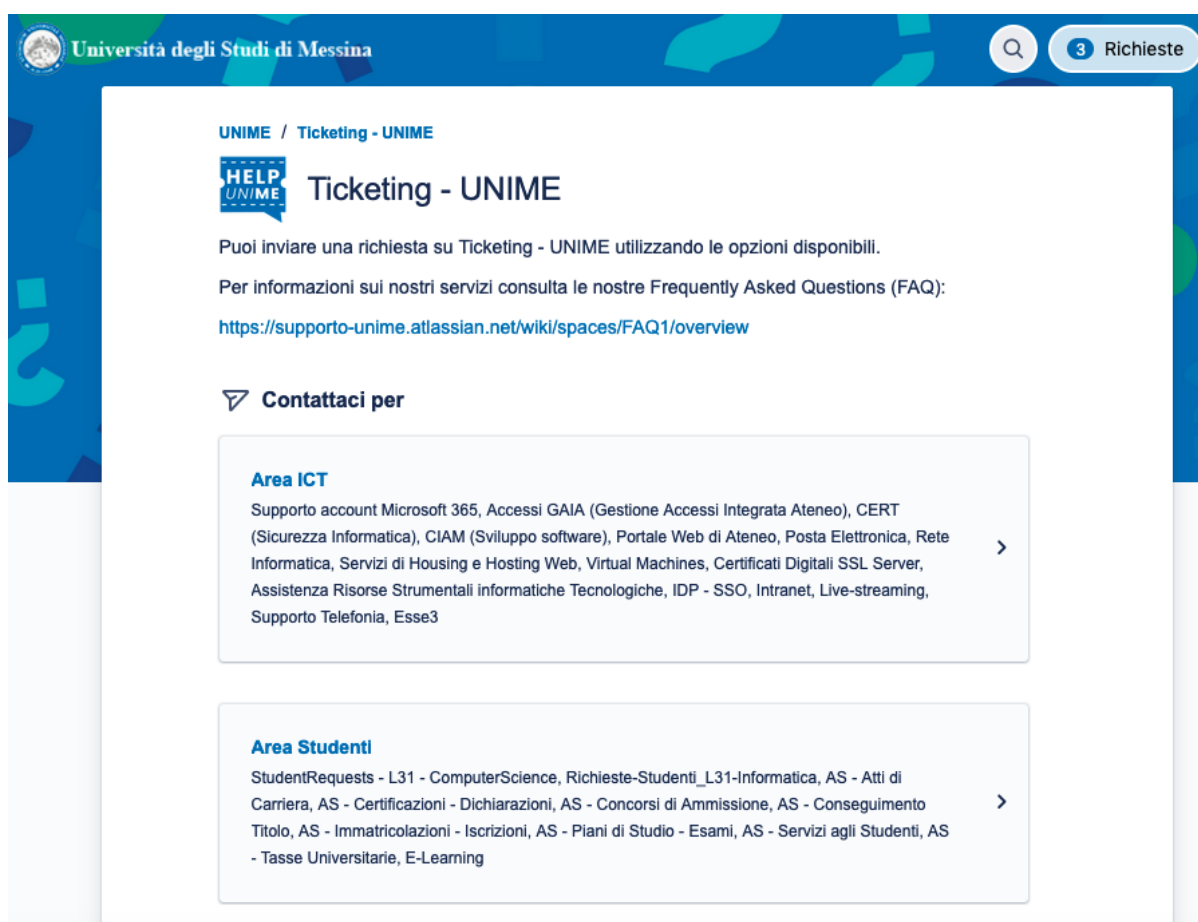 Università degli Studi di Messina
3 Richieste
UNIME / Ticketing - UNIME
HELP
UNIME
Ticketing - UNIME
Puoi inviare una richiesta su Ticketing - UNIME utilizzando le opzioni disponibili.
Per informazioni sui nostri servizi consulta le nostre Frequently Asked Questions (FAQ):
https://supporto-unime.atlassian.net/wiki/spaces/FAQ1/overview
Contattaci per
Area ICT
Supporto account Microsoft 365, Accessi GAIA (Gestione Accessi Integrata Ateneo), CERT
(Sicurezza Informatica), CIAM (Sviluppo software), Portale Web di Ateneo, Posta Elettronica, Rete
Informatica, Servizi di Housing e Hosting Web, Virtual Machines, Certificati Digitali SSL Server,
Assistenza Risorse Strumentali informatiche Tecnologiche, IDP - SSO, Intranet, Live-streaming,
Supporto Telefonia, Esse3
Area Studenti
StudentRequests - L31 - ComputerScience, Richieste-Studenti_L31-Informatica, AS - Atti di
Carriera, AS - Certificazioni - Dichiarazioni, AS - Concorsi di Ammissione, AS - Conseguimento
Titolo, AS - Immatricolazioni - Iscrizioni, AS - Piani di Studio - Esami, AS - Servizi agli Studenti, AS
- Tasse Universitarie, E-Learning